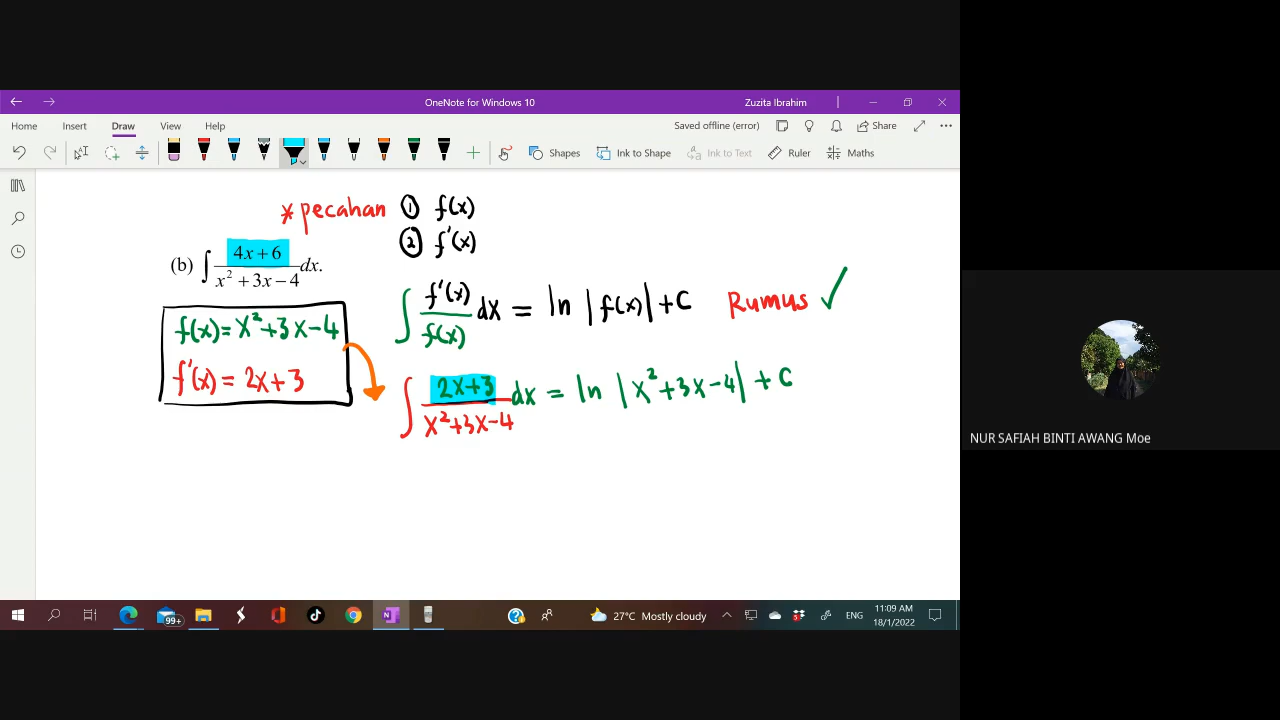 OneNote for Windows 10
Zuzita Ibrahim
Home Insert Draw View Help
Saved offline (error) Share
Shapes Ink to Shape Ink to Text Ruler Maths
* pecahan ① f(x)
② f'(x)
(b) ∫ (4x + 6)/(x² + 3x − 4) dx.
∫ f'(x)/f(x) dx = ln |f(x)| + C Rumus ✓
f(x) = x² + 3x − 4
f'(x) = 2x + 3
∫ (2x+3)/(x²+3x−4) dx = ln |x² + 3x − 4| + C
NUR SAFIAH BINTI AWANG Moe
99+
27°C Mostly cloudy
5
ENG
11:09 AM
18/1/2022